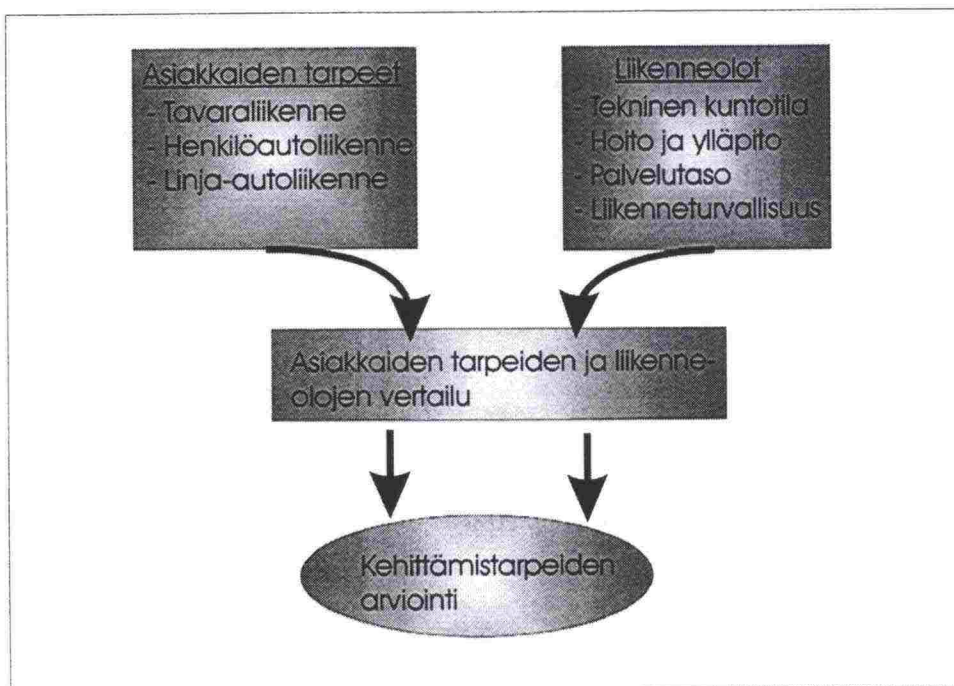 Asiakkaiden tarpeet
- Tavaraliikenne
- Henkilöautoliikenne
- Linja-autoliikenne
Liikenneolot
- Tekninen kuntotila
- Hoito ja ylläpito
- Palvelutaso
- Liikenneturvallisuus
Asiakkaiden tarpeiden ja liikenne-
olojen vertailu
Kehittämistarpeiden
arviointi